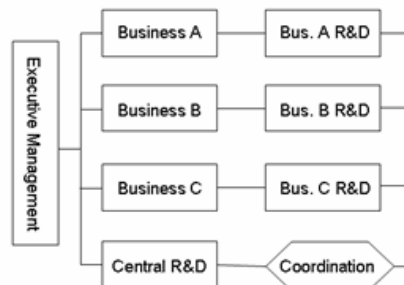 Executive Management
Business A
Bus. A R&D
Business B
Bus. B R&D
Business C
Bus. C R&D
Central R&D
Coordination